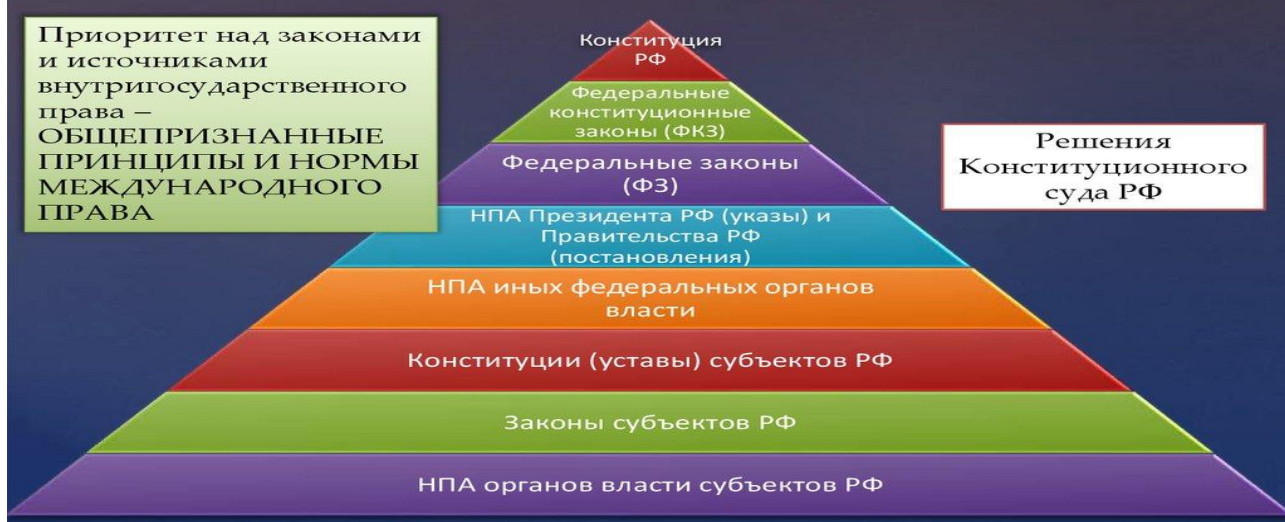 Приоритет над законами
и источниками
внутригосударственного
права –
ОБЩЕПРИЗНАННЫЕ
ПРИНЦИПЫ И НОРМЫ
МЕЖДУНАРОДНОГО
ПРАВА
Конституция
РФ
Федеральные
конституционные
законы (ФКЗ)
Федеральные законы
(ФЗ)
НПА Президента РФ (указы) и
Правительства РФ
(постановления)
НПА иных федеральных органов
власти
Конституции (уставы) субъектов РФ
Законы субъектов РФ
НПА органов власти субъектов РФ
Решения
Конституционного
суда РФ